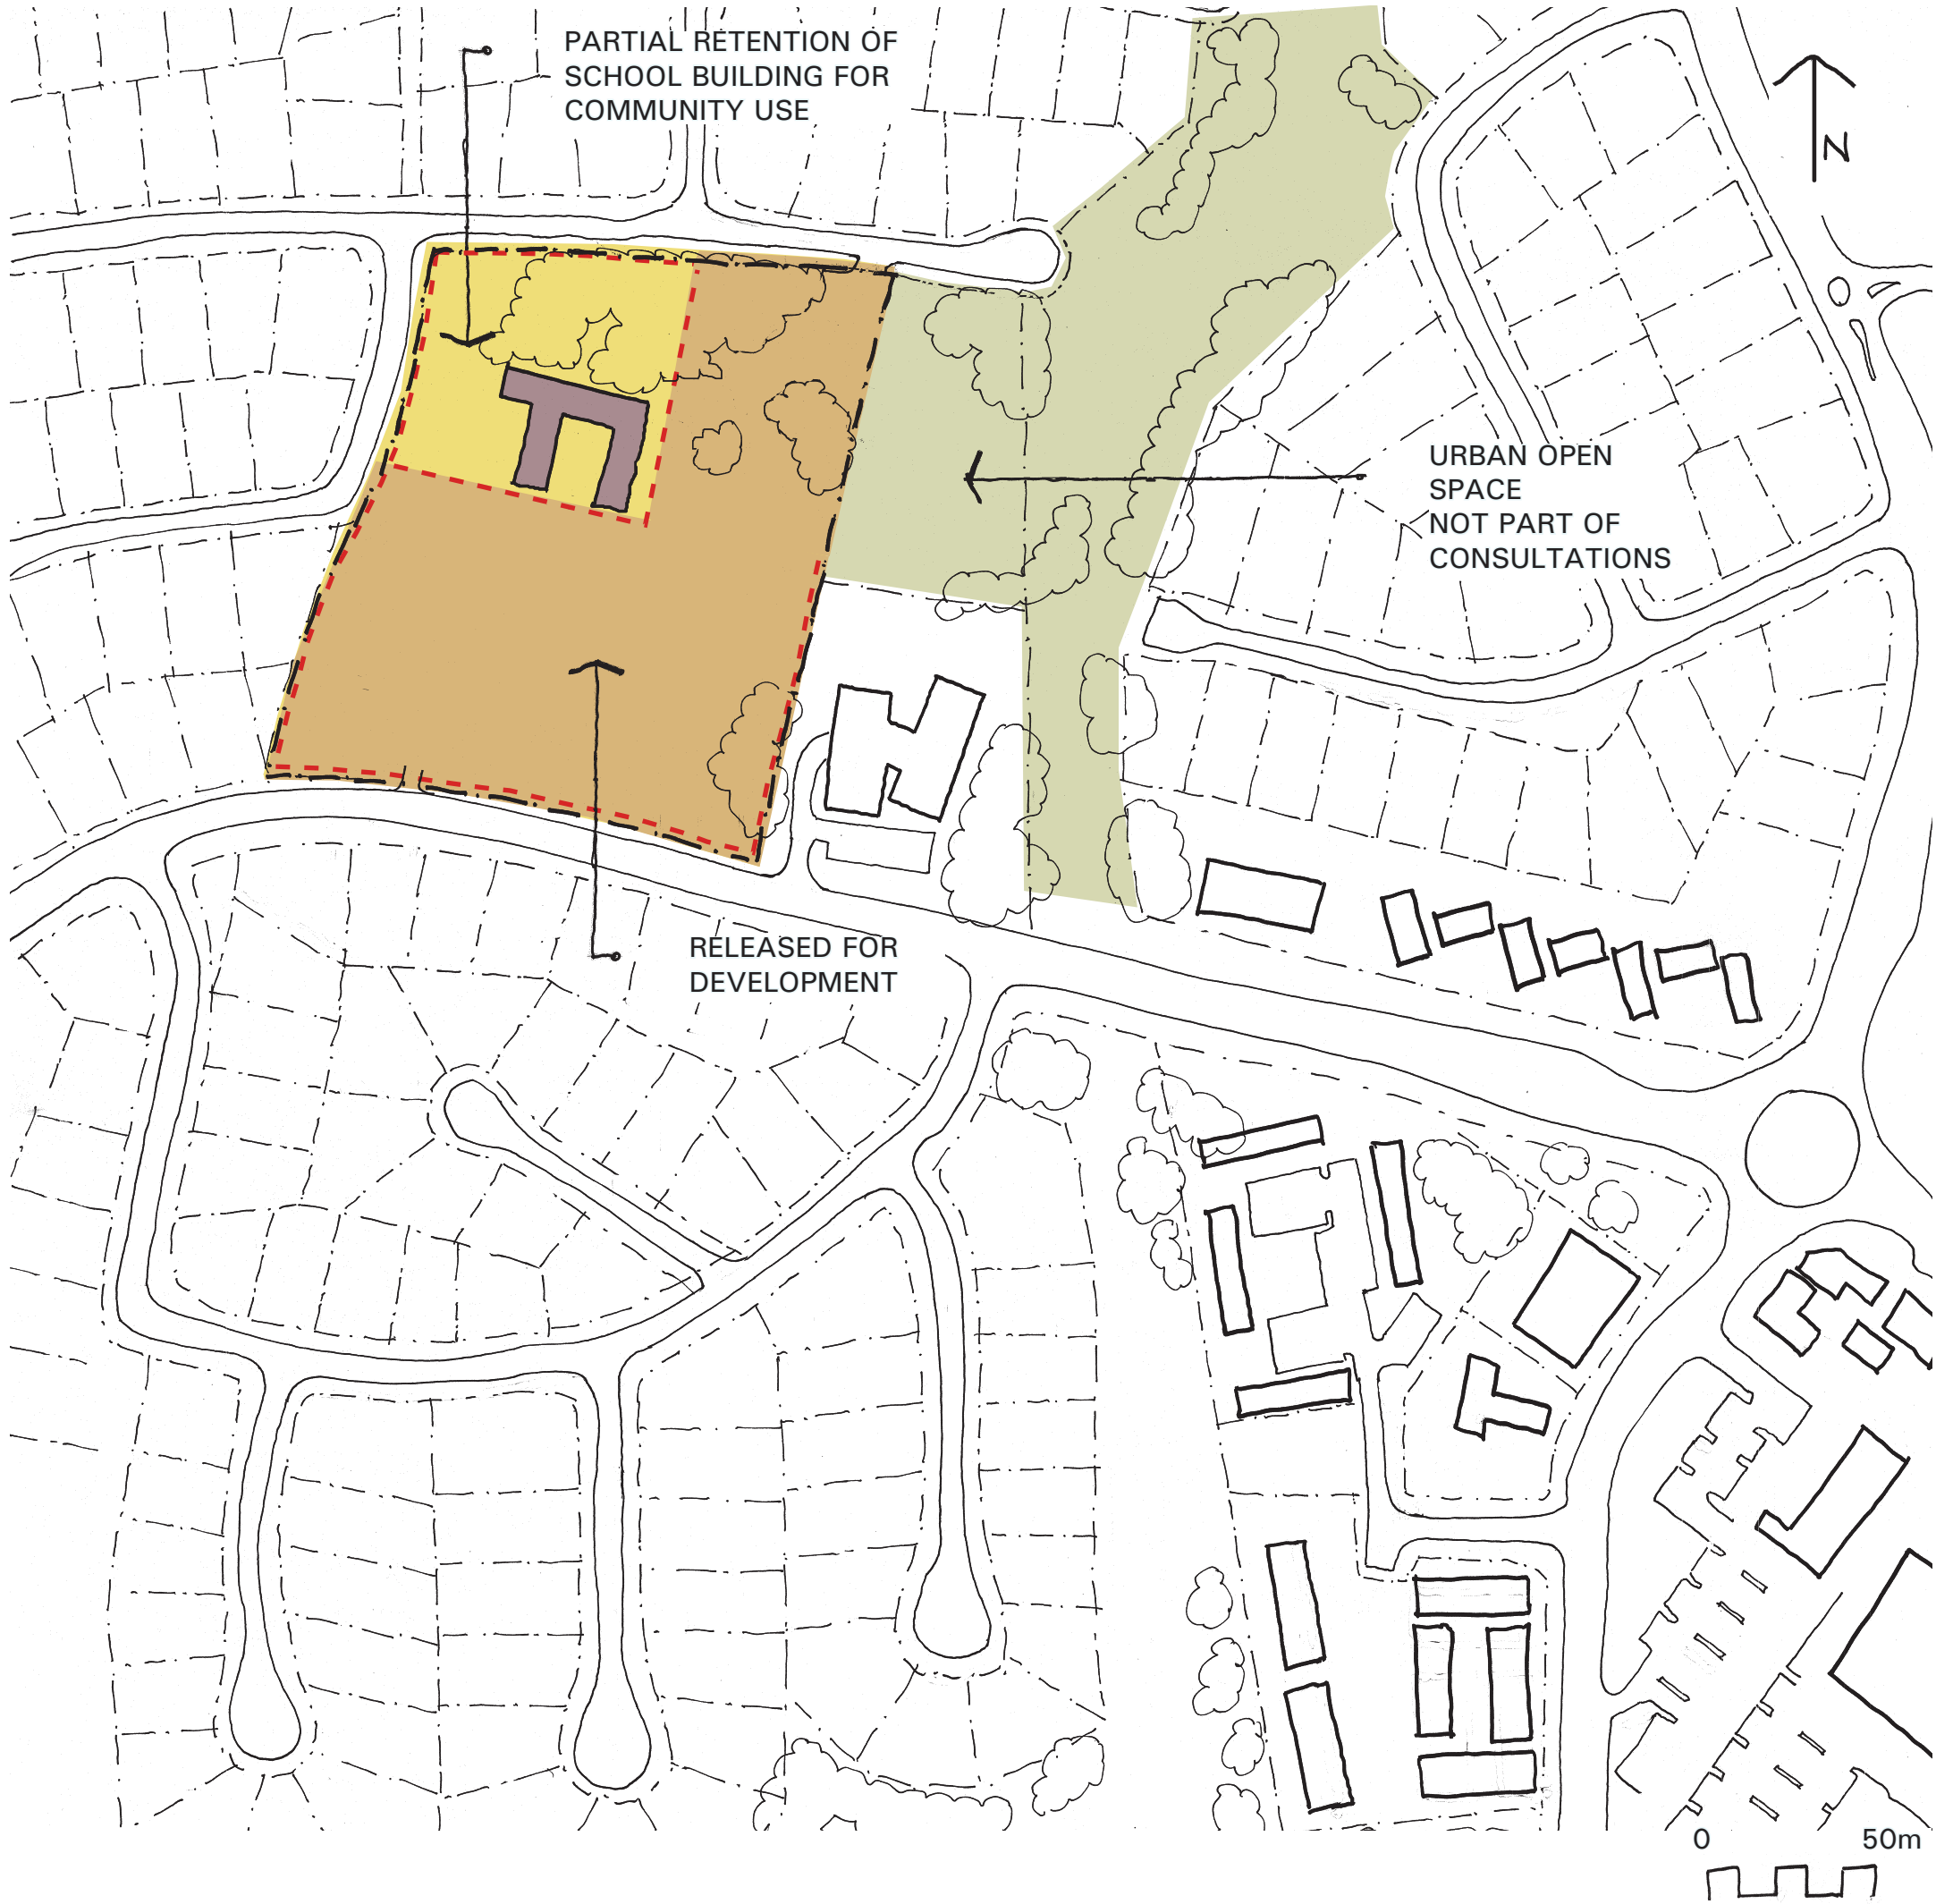 PARTIAL RETENTION OF
SCHOOL BUILDING FOR
COMMUNITY USE
N
URBAN OPEN
SPACE
NOT PART OF
CONSULTATIONS
RELEASED FOR
DEVELOPMENT
0 50m